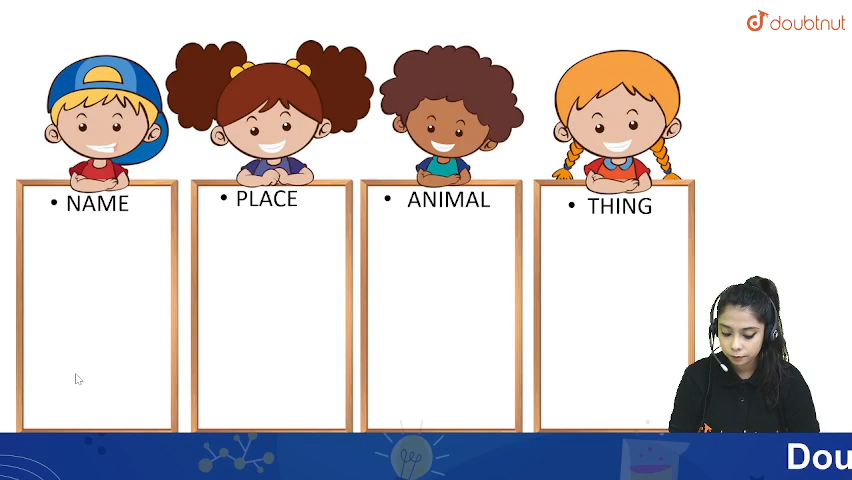 doubtnut
• NAME
• PLACE
• ANIMAL
• THING
Dou